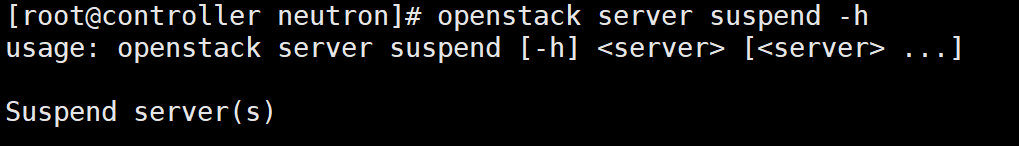 [root@controller neutron]# openstack server suspend -h
usage: openstack server suspend [-h] <server> [<server> ...]
Suspend server(s)